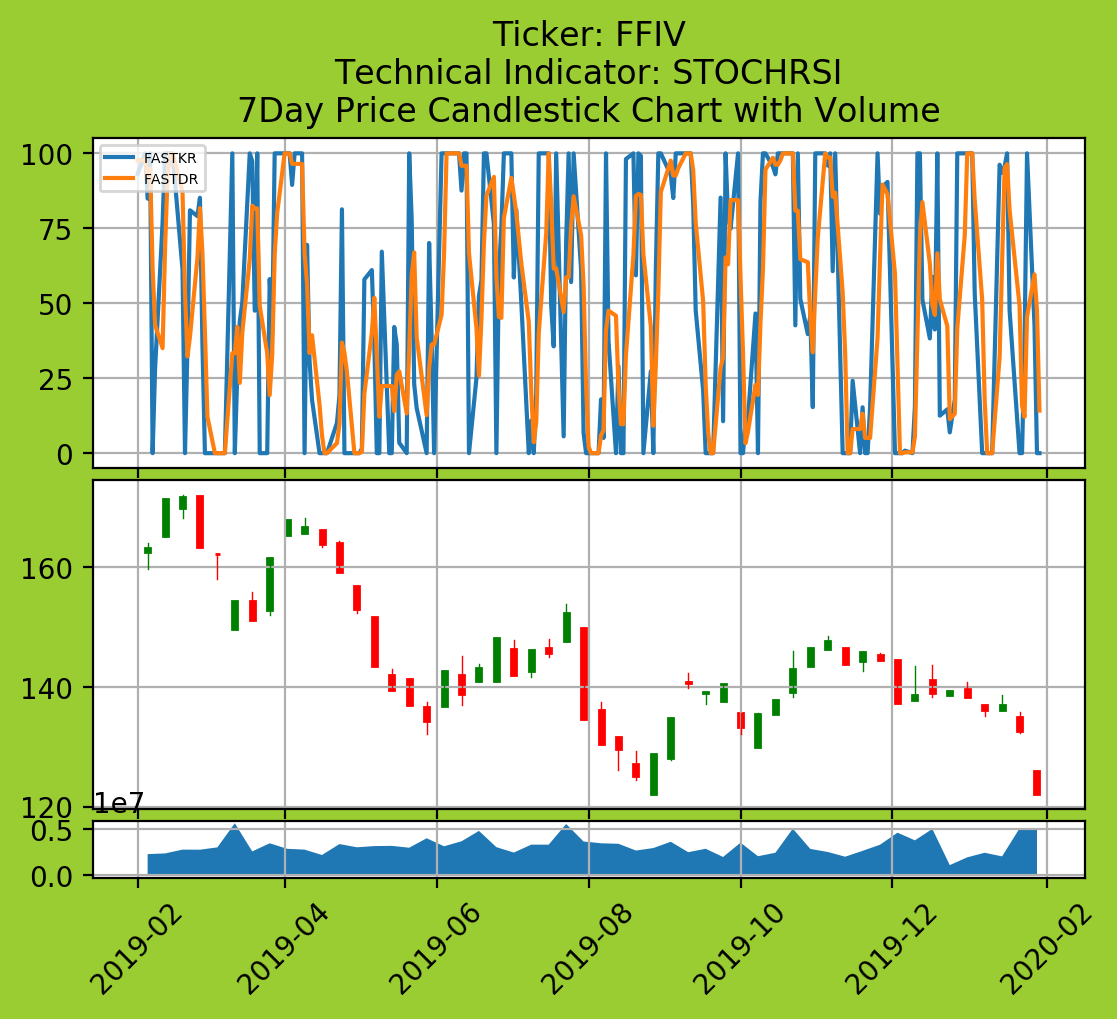 Ticker: FFIV
Technical Indicator: STOCHRSI
7Day Price Candlestick Chart with Volume
100
75
50
25
0
FASTKR
FASTDR
160
140
120
1e7
0.5
0.0
2019-02
2019-04
2019-06
2019-08
2019-10
2019-12
2020-02